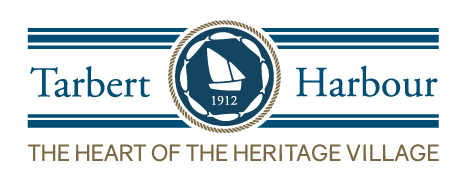 Tarbert Harbour
1912
THE HEART OF THE HERITAGE VILLAGE